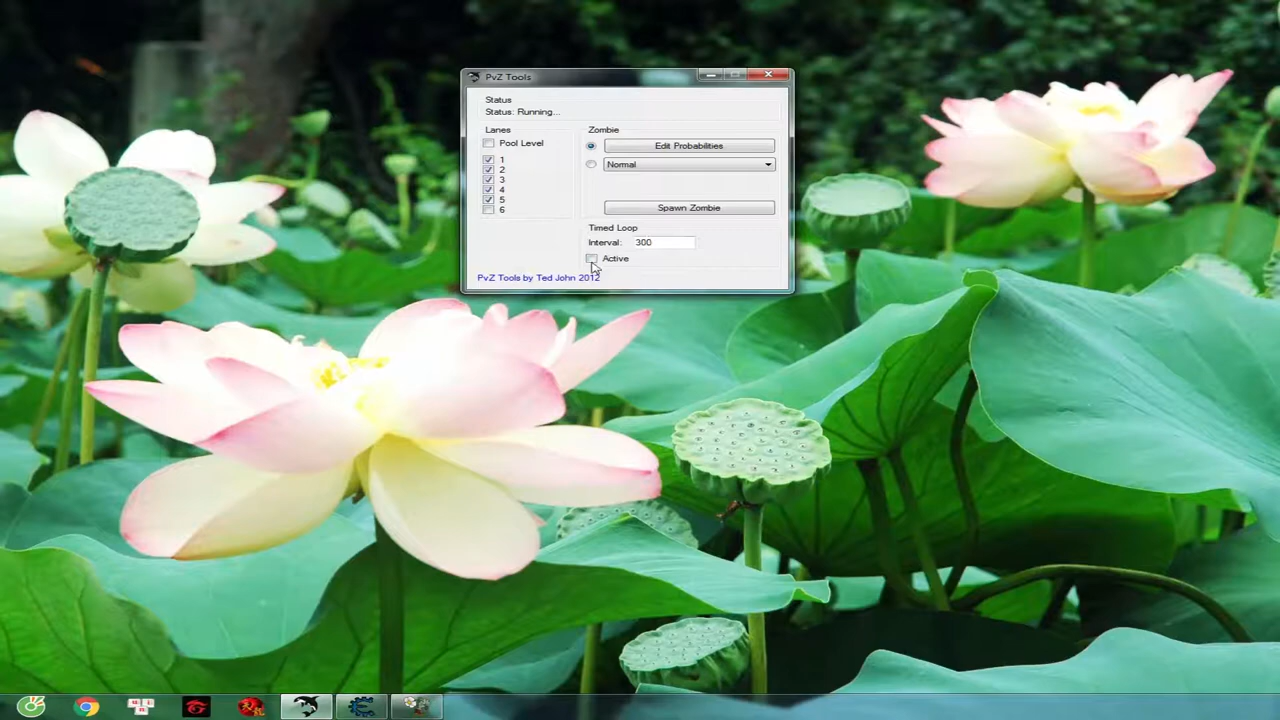 PvZ Tools
Status
Status: Running...
Lanes
Pool Level
1
2
3
4
5
6
Zombie
Edit Probabilities
Normal
Spawn Zombie
Timed Loop
Interval: 300
Active
PvZ Tools by Ted John 2012